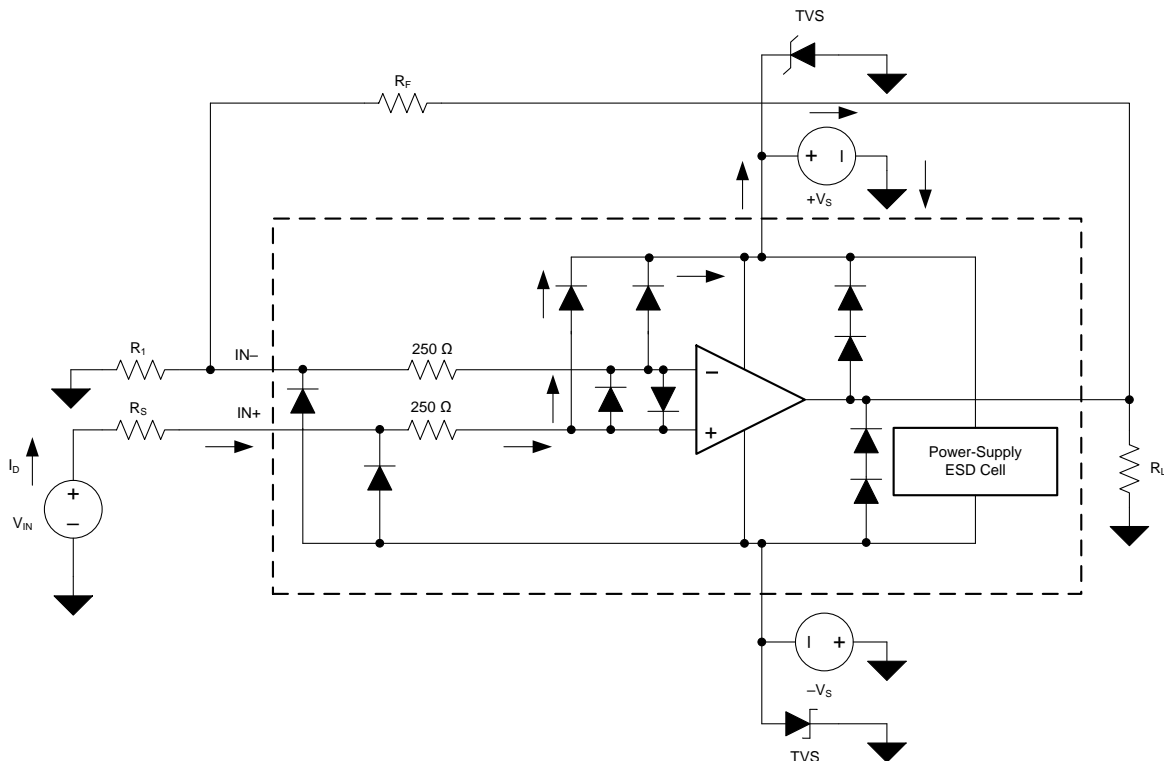 TVS
R_F
+ –
+V_S
R_1
IN–
250 Ω
–
R_S
IN+
250 Ω
+
Power-Supply
ESD Cell
I_D
R_L
+
V_IN
–
– +
–V_S
TVS